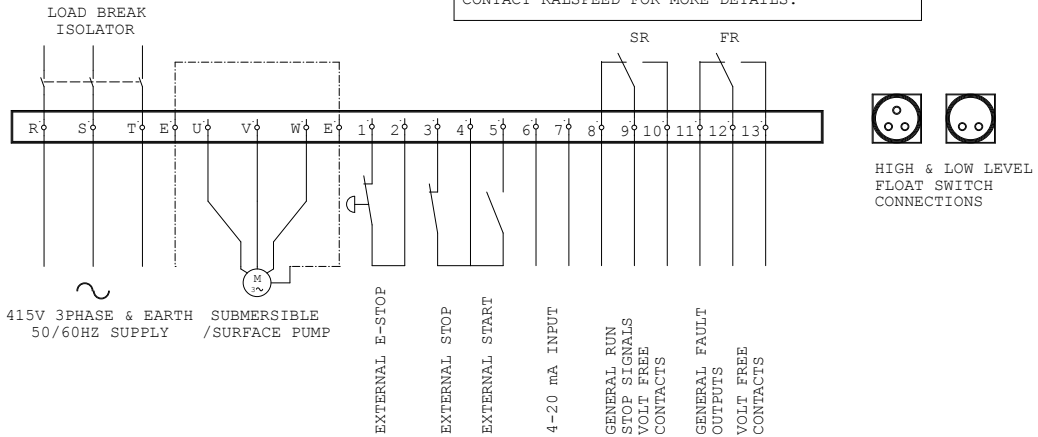 CONTACT RALSPEED FOR MORE DETAILS.
LOAD BREAK
ISOLATOR
SR
FR
R S T E U V W E 1 2 3 4 5 6 7 8 9 10 11 12 13
HIGH & LOW LEVEL
FLOAT SWITCH
CONNECTIONS
M
3~
415V 3PHASE & EARTH
50/60HZ SUPPLY
SUBMERSIBLE
/SURFACE PUMP
EXTERNAL E-STOP
EXTERNAL STOP
EXTERNAL START
4-20 mA INPUT
GENERAL RUN
STOP SIGNALS
VOLT FREE
CONTACTS
GENERAL FAULT
OUTPUTS
VOLT FREE
CONTACTS